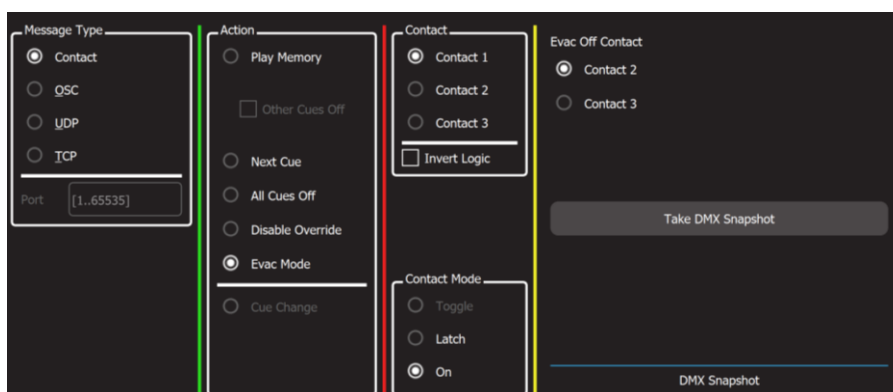 Message Type
Contact
OSC
UDP
TCP
Port [1..65535]
Action
Play Memory
Other Cues Off
Next Cue
All Cues Off
Disable Override
Evac Mode
Cue Change
Contact
Contact 1
Contact 2
Contact 3
Invert Logic
Contact Mode
Toggle
Latch
On
Evac Off Contact
Contact 2
Contact 3
Take DMX Snapshot
DMX Snapshot